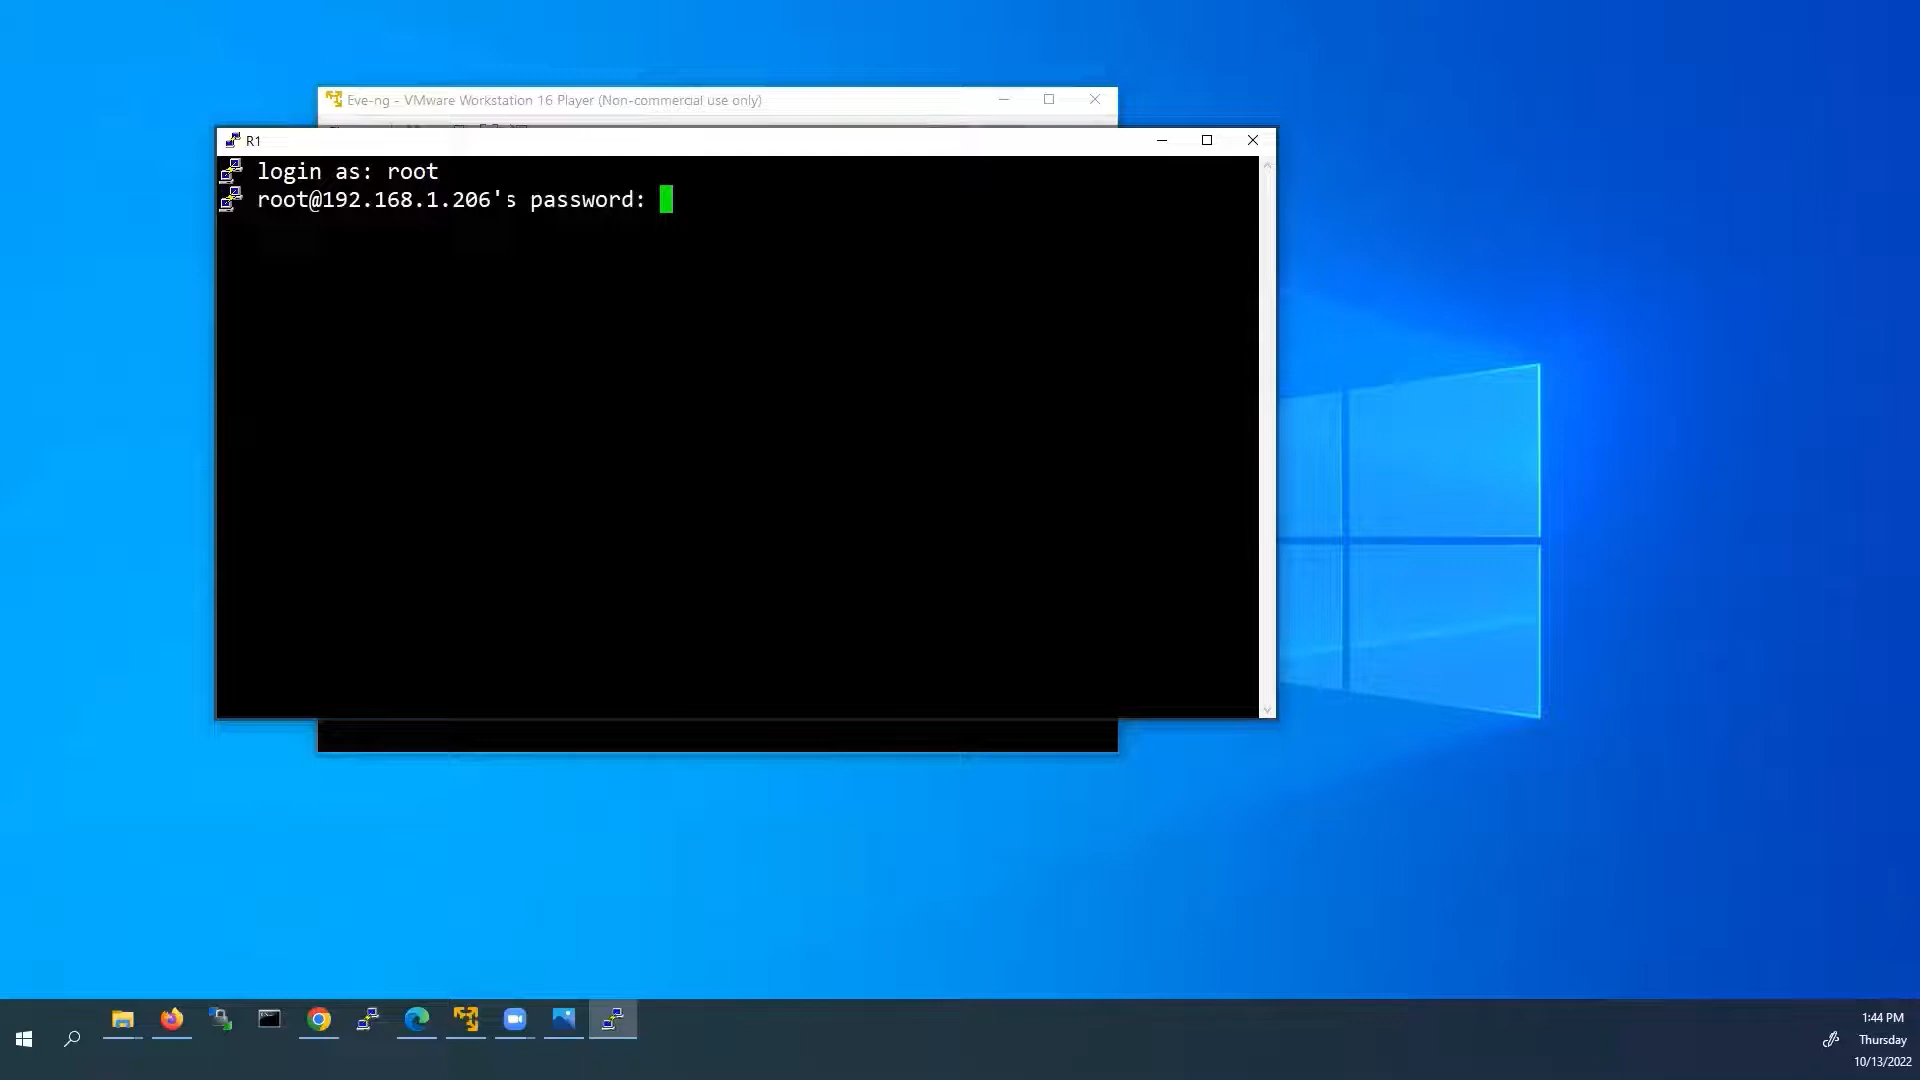 Eve-ng - VMware Workstation 16 Player (Non-commercial use only)
R1
login as: root
root@192.168.1.206's password:
1:44 PM
Thursday
10/13/2022